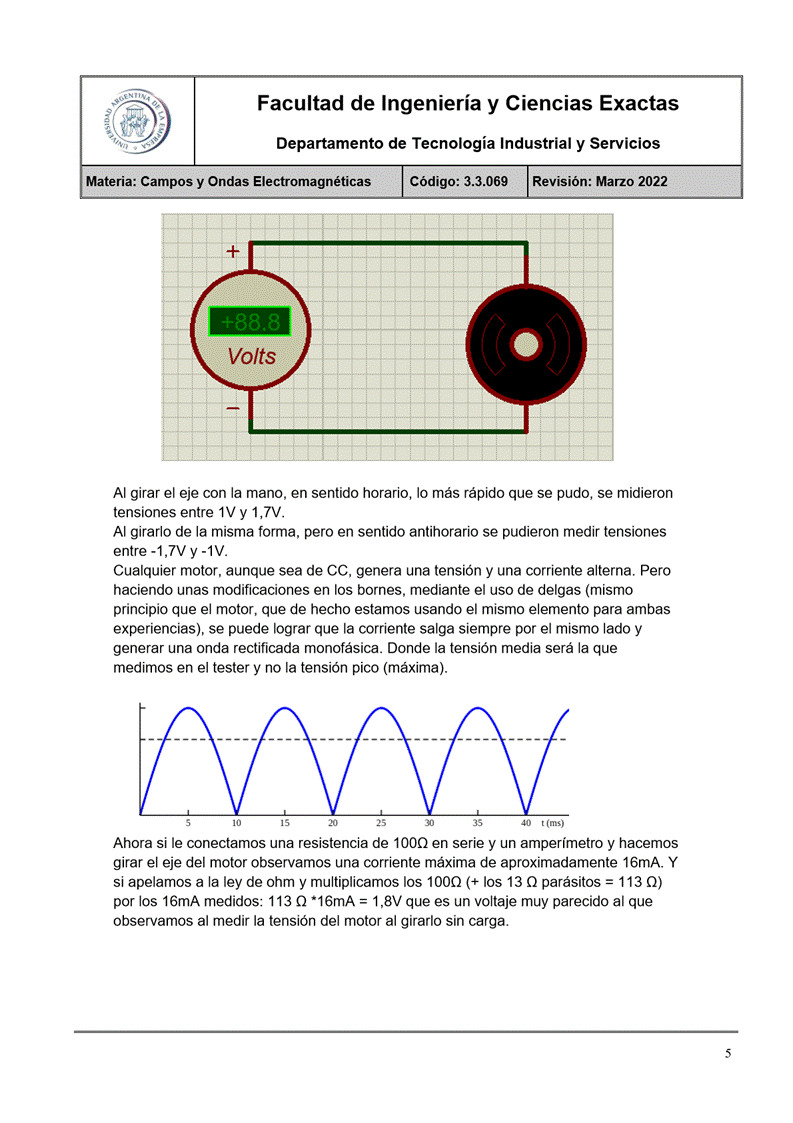 UNIVERSIDAD ARGENTINA DE LA EMPRESA
Facultad de Ingeniería y Ciencias Exactas
Departamento de Tecnología Industrial y Servicios
Materia: Campos y Ondas Electromagnéticas Código: 3.3.069 Revisión: Marzo 2022
+
+88.8
Volts
−
Al girar el eje con la mano, en sentido horario, lo más rápido que se pudo, se midieron
tensiones entre 1V y 1,7V.
Al girarlo de la misma forma, pero en sentido antihorario se pudieron medir tensiones
entre -1,7V y -1V.
Cualquier motor, aunque sea de CC, genera una tensión y una corriente alterna. Pero
haciendo unas modificaciones en los bornes, mediante el uso de delgas (mismo
principio que el motor, que de hecho estamos usando el mismo elemento para ambas
experiencias), se puede lograr que la corriente salga siempre por el mismo lado y
generar una onda rectificada monofásica. Donde la tensión media será la que
medimos en el tester y no la tensión pico (máxima).
5 10 15 20 25 30 35 40 t (ms)
Ahora si le conectamos una resistencia de 100Ω en serie y un amperímetro y hacemos
girar el eje del motor observamos una corriente máxima de aproximadamente 16mA. Y
si apelamos a la ley de ohm y multiplicamos los 100Ω (+ los 13 Ω parásitos = 113 Ω)
por los 16mA medidos: 113 Ω *16mA = 1,8V que es un voltaje muy parecido al que
observamos al medir la tensión del motor al girarlo sin carga.
5